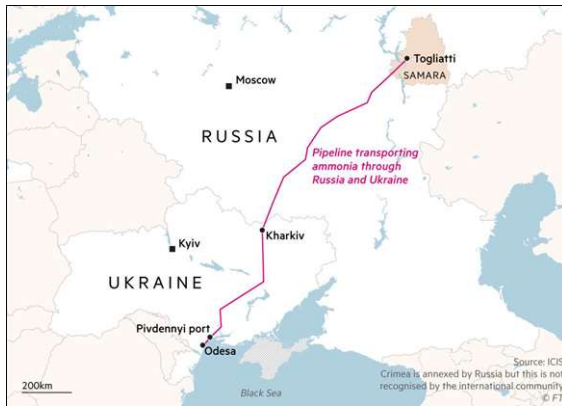 Togliatti
SAMARA
Moscow
RUSSIA
Pipeline transporting
ammonia through
Russia and Ukraine
Kharkiv
Kyiv
UKRAINE
Pivdennyi port
Odesa
200km
Black Sea
Source: ICIS
Crimea is annexed by Russia but this is not
recognised by the international community
© FT